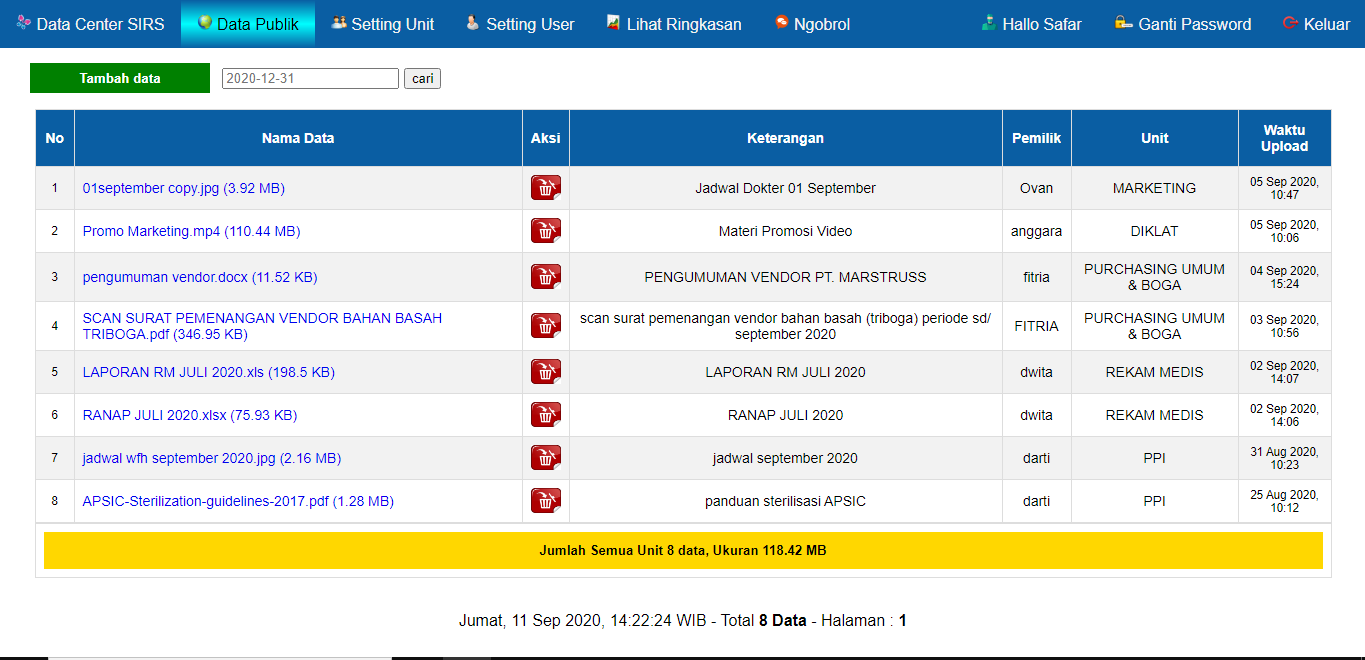 Data Center SIRS Data Publik Setting Unit Setting User Lihat Ringkasan Ngobrol Hallo Safar Ganti Password Keluar
Tambah data 2020-12-31 cari
No Nama Data Aksi Keterangan Pemilik Unit Waktu Upload
1 01september copy.jpg (3.92 MB) Jadwal Dokter 01 September Ovan MARKETING 05 Sep 2020, 10:47
2 Promo Marketing.mp4 (110.44 MB) Materi Promosi Video anggara DIKLAT 05 Sep 2020, 10:06
3 pengumuman vendor.docx (11.52 KB) PENGUMUMAN VENDOR PT. MARSTRUSS fitria PURCHASING UMUM & BOGA 04 Sep 2020, 15:24
4 SCAN SURAT PEMENANGAN VENDOR BAHAN BASAH TRIBOGA.pdf (346.95 KB) scan surat pemenangan vendor bahan basah (triboga) periode sd/ september 2020 FITRIA PURCHASING UMUM & BOGA 03 Sep 2020, 10:56
5 LAPORAN RM JULI 2020.xls (198.5 KB) LAPORAN RM JULI 2020 dwita REKAM MEDIS 02 Sep 2020, 14:07
6 RANAP JULI 2020.xlsx (75.93 KB) RANAP JULI 2020 dwita REKAM MEDIS 02 Sep 2020, 14:06
7 jadwal wfh september 2020.jpg (2.16 MB) jadwal september 2020 darti PPI 31 Aug 2020, 10:23
8 APSIC-Sterilization-guidelines-2017.pdf (1.28 MB) panduan sterilisasi APSIC darti PPI 25 Aug 2020, 10:12
Jumlah Semua Unit 8 data, Ukuran 118.42 MB
Jumat, 11 Sep 2020, 14:22:24 WIB - Total 8 Data - Halaman : 1